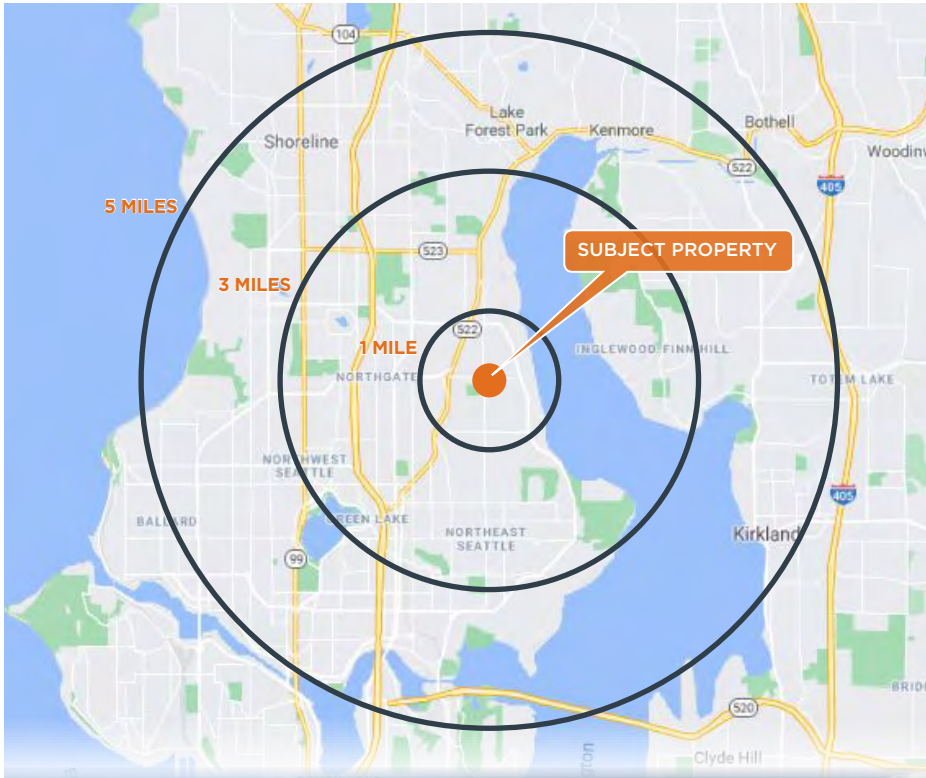 104
Lake
Forest Park
Kenmore
Bothell
Shoreline
522
405
5 MILES
523
SUBJECT PROPERTY
3 MILES
522
1 MILE
INGLEWOOD-FINN HILL
NORTHGATE
TOTEM LAKE
NORTHWEST
SEATTLE
405
BALLARD
GREEN LAKE
NORTHEAST
SEATTLE
Kirkland
99
520
Clyde Hill